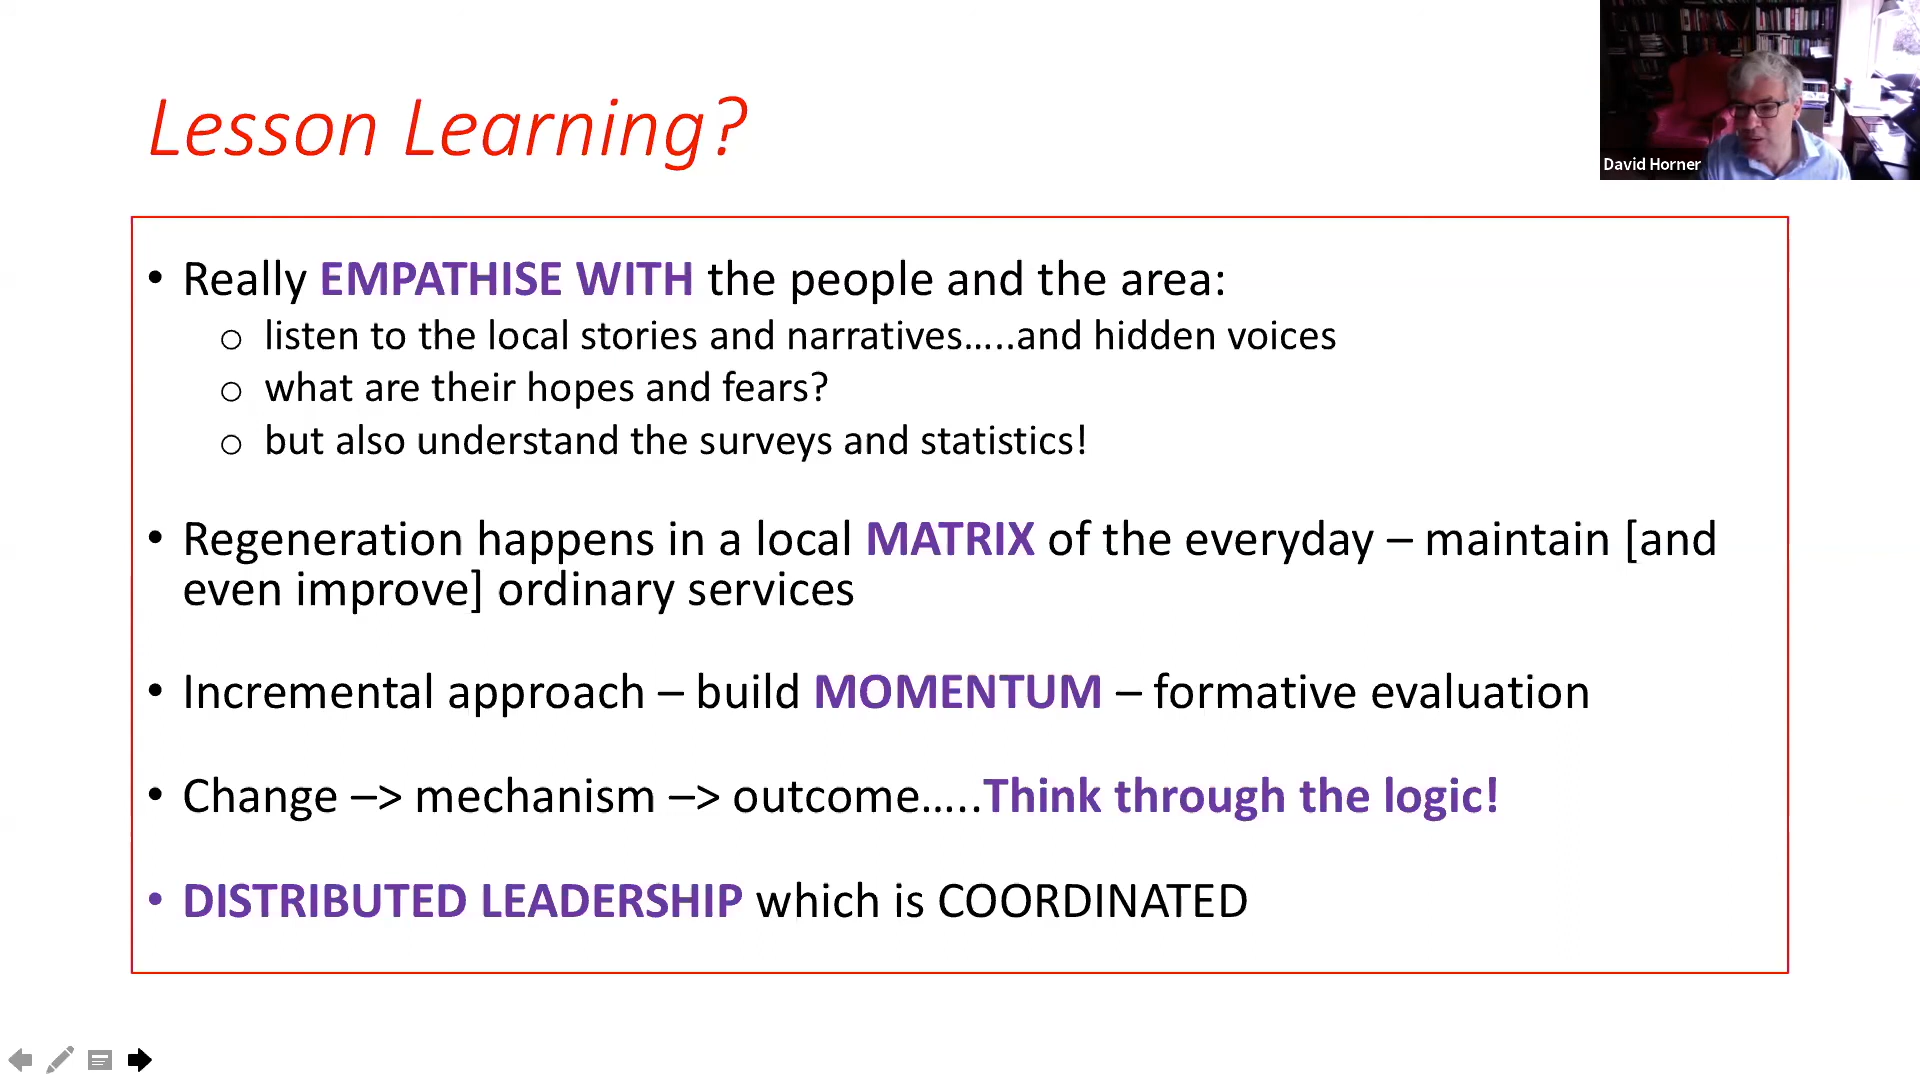 Lesson Learning?
David Horner
• Really EMPATHISE WITH the people and the area:
o listen to the local stories and narratives…..and hidden voices
o what are their hopes and fears?
o but also understand the surveys and statistics!
• Regeneration happens in a local MATRIX of the everyday – maintain [and
even improve] ordinary services
• Incremental approach – build MOMENTUM – formative evaluation
• Change –> mechanism –> outcome…..Think through the logic!
• DISTRIBUTED LEADERSHIP which is COORDINATED